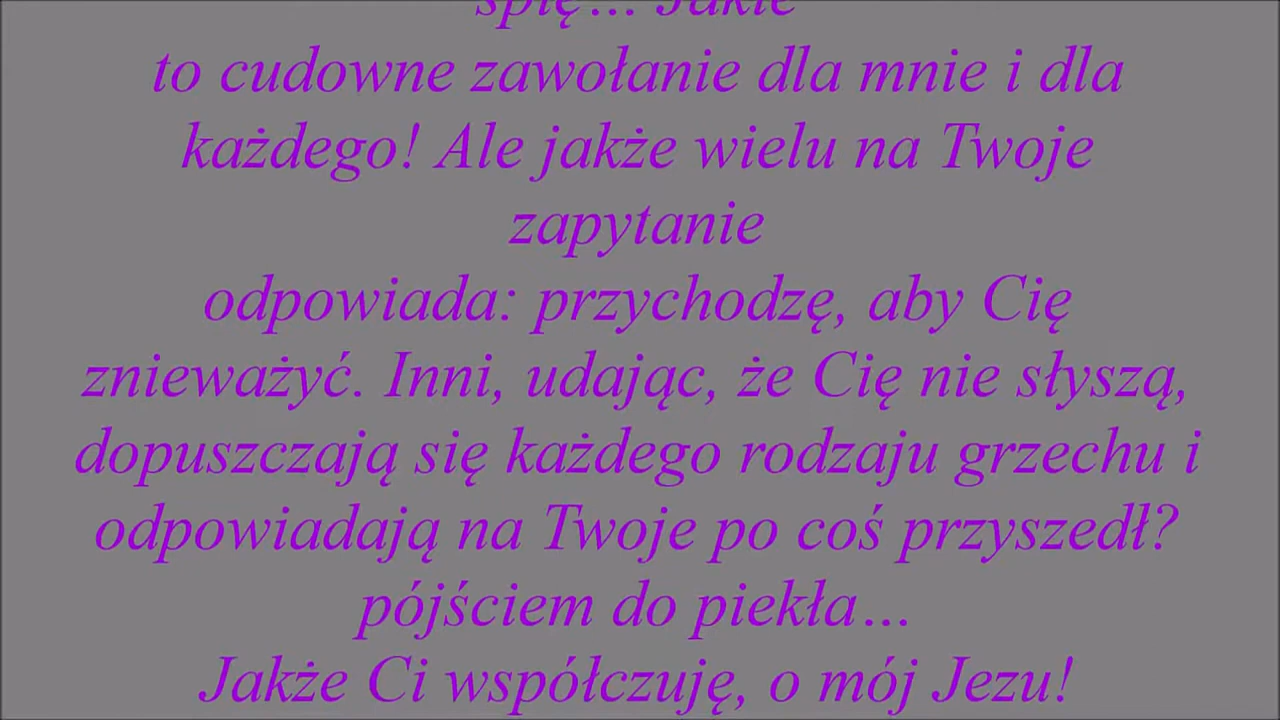 śpię... Jakie
to cudowne zawołanie dla mnie i dla
każdego! Ale jakże wielu na Twoje
zapytanie
odpowiada: przychodzę, aby Cię
znieważyć. Inni, udając, że Cię nie słyszą,
dopuszczają się każdego rodzaju grzechu i
odpowiadają na Twoje po coś przyszedł?
pójściem do piekła...
Jakże Ci współczuję, o mój Jezu!